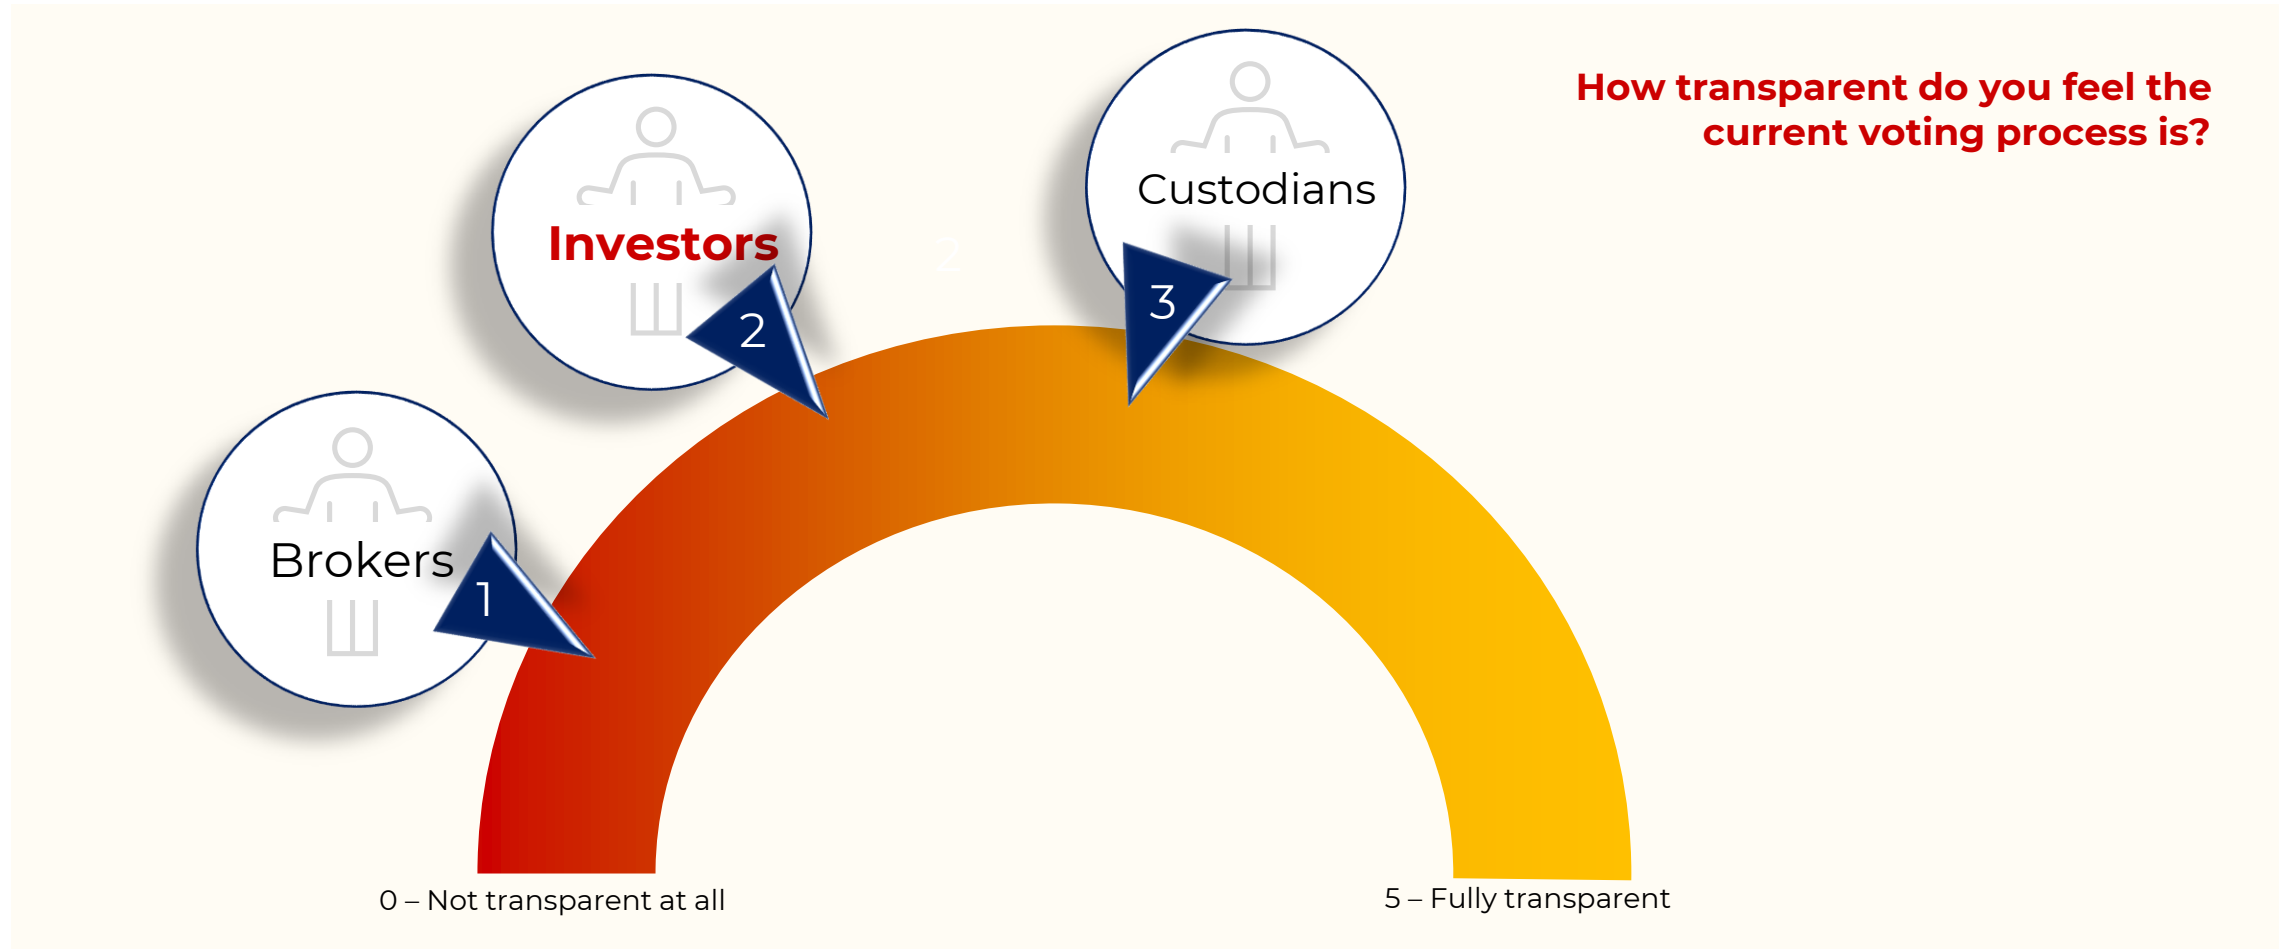 How transparent do you feel the
current voting process is?
Custodians
3
Investors
2
2
Brokers
1
0 – Not transparent at all
5 – Fully transparent